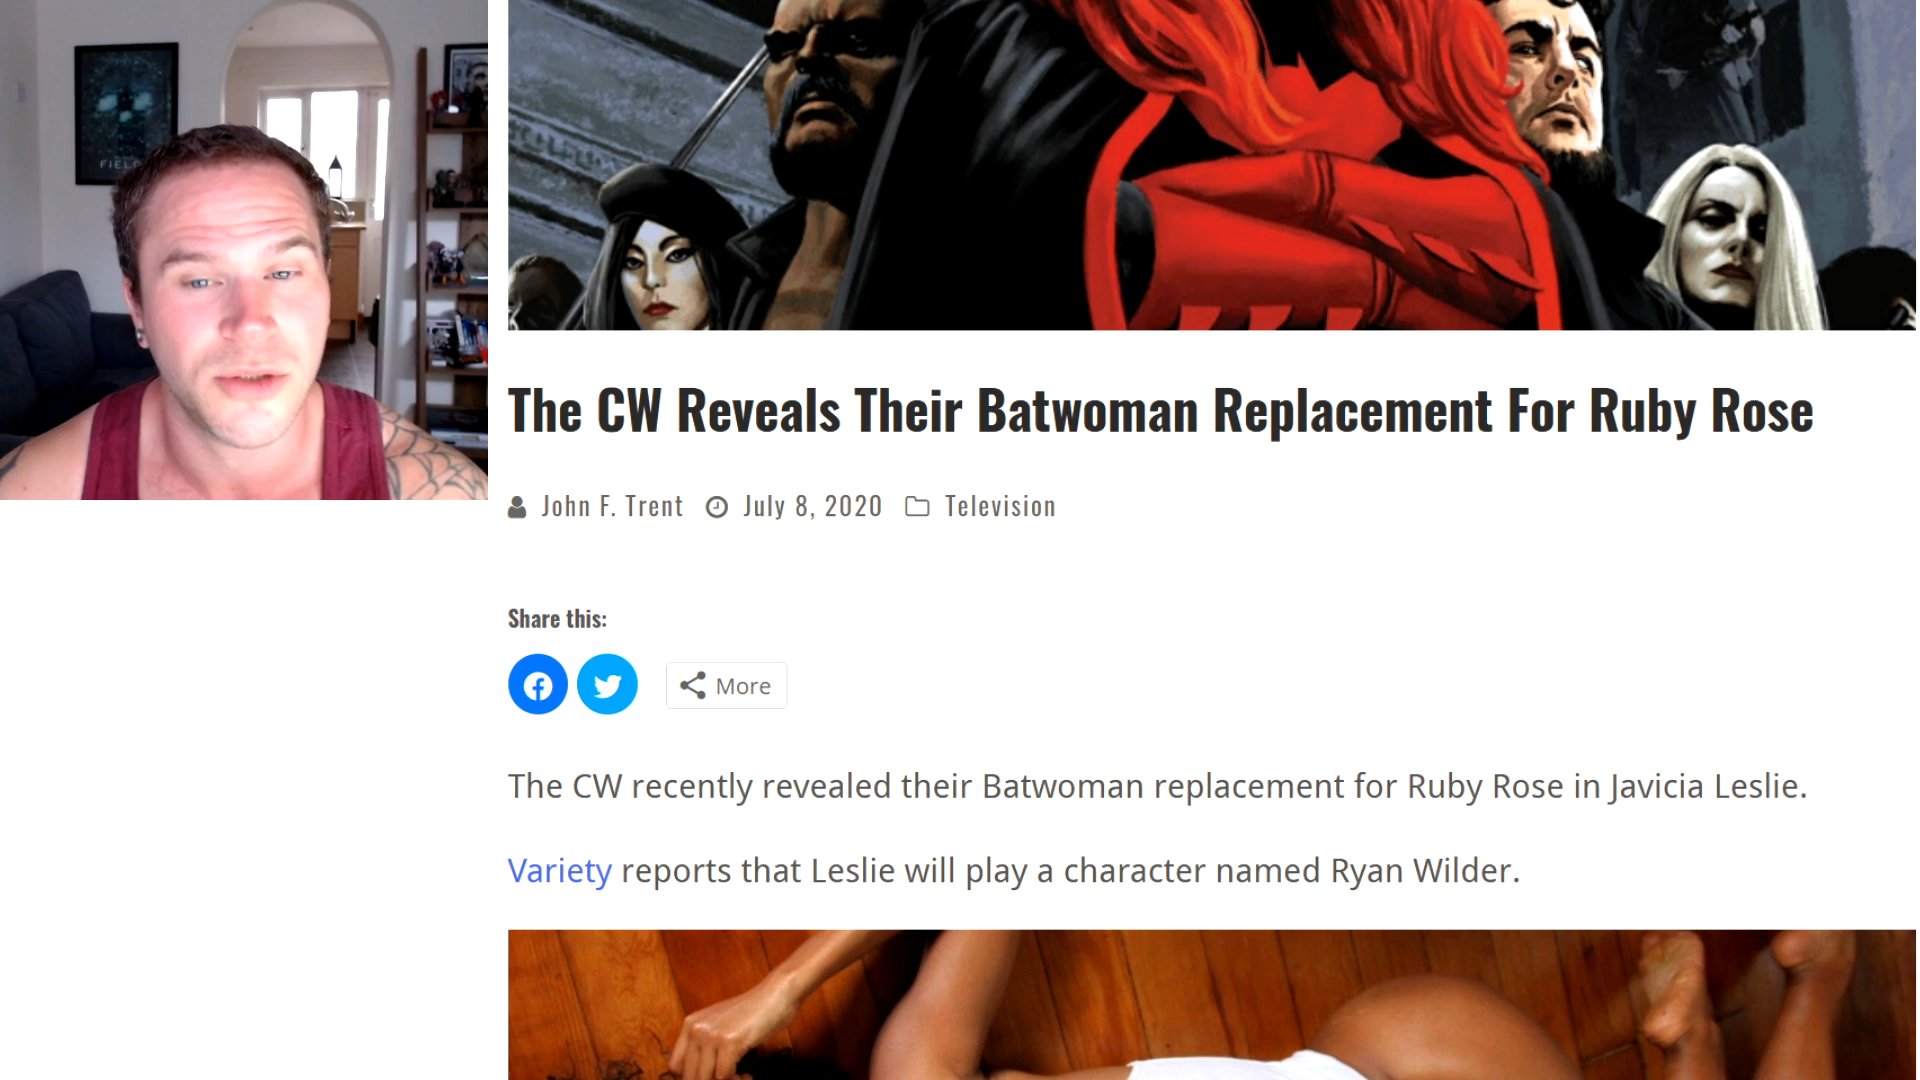 FIEL
The CW Reveals Their Batwoman Replacement For Ruby Rose
John F. Trent July 8, 2020 Television
Share this:
More
The CW recently revealed their Batwoman replacement for Ruby Rose in Javicia Leslie.
Variety reports that Leslie will play a character named Ryan Wilder.